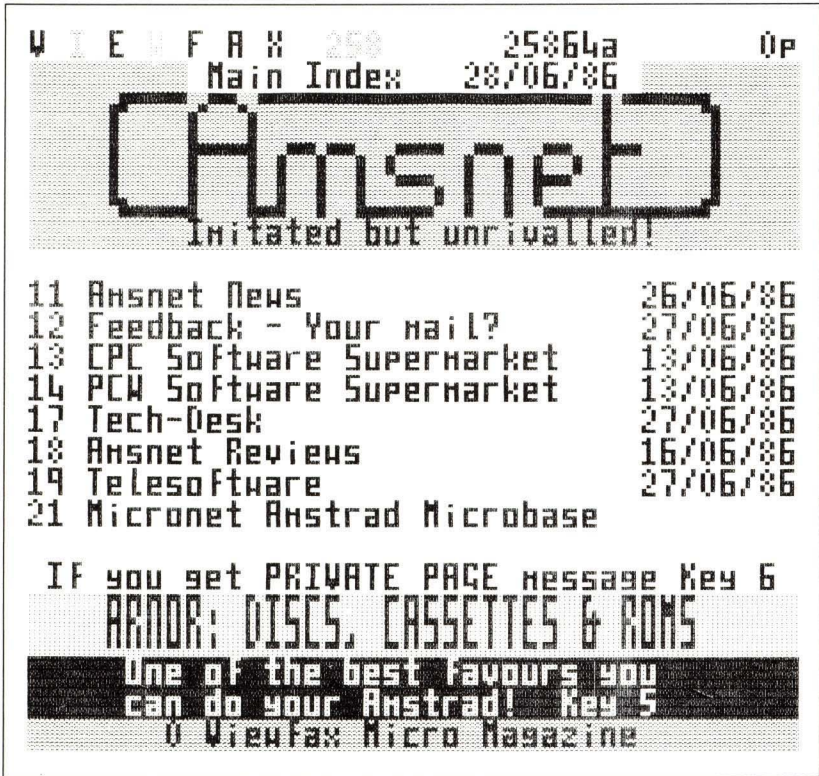 V I E W F A X 258 25864a 0p
Main Index 28/06/86
Amsnet
Imitated but unrivalled!
11 Amsnet News 26/06/86
12 Feedback - Your mail? 27/06/86
13 CPC Software Supermarket 13/06/86
14 PCW Software Supermarket 13/06/86
17 Tech-Desk 27/06/86
18 Amsnet Reviews 16/06/86
19 Telesoftware 27/06/86
21 Micronet Amstrad Microbase
If you get PRIVATE PAGE message Key 6
ARNOR: DISCS, CASSETTES & ROMS
One of the best favours you
can do your Amstrad! Key 5
0 Viewfax Micro Magazine